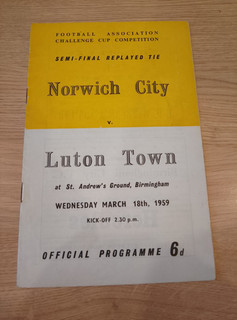 FOOTBALL ASSOCIATION
CHALLENGE CUP COMPETITION
SEMI-FINAL REPLAYED TIE
Norwich City
v.
Luton Town
at St. Andrew's Ground, Birmingham
WEDNESDAY MARCH 18th, 1959
KICK-OFF 2.30 p.m.
OFFICIAL PROGRAMME 6d